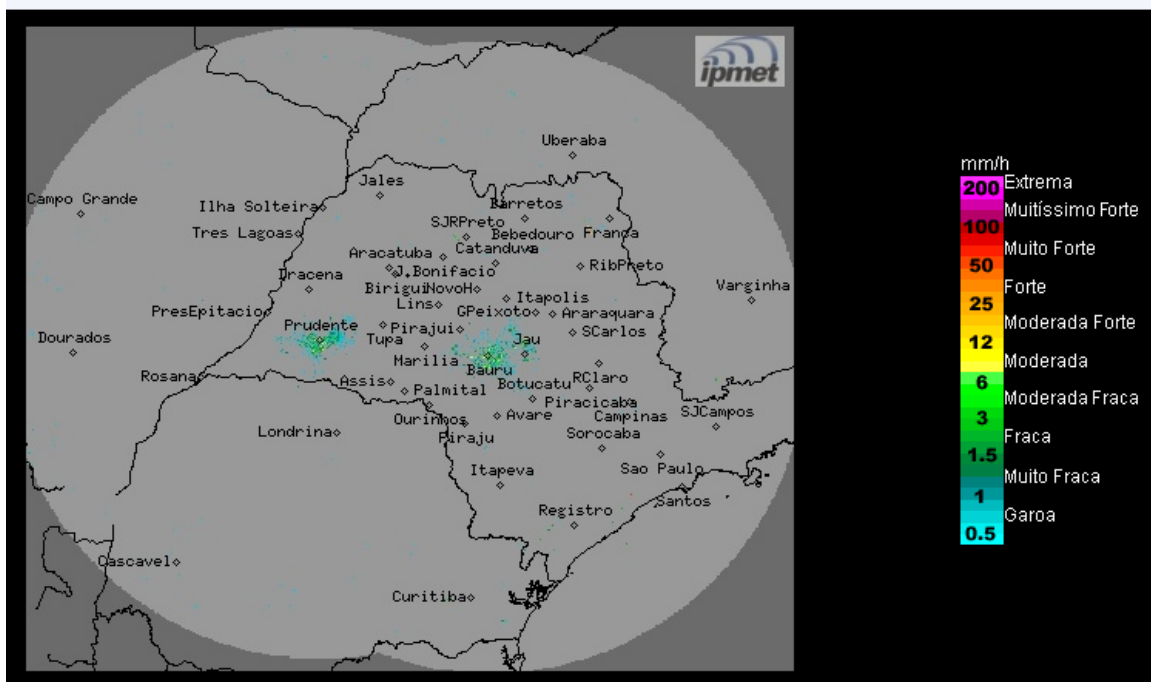 ipmet
Uberaba
Jales
Campo Grande
Ilha Solteira
Barretos
SJRPreto
Tres Lagoas
Bebedouro
Franca
Catanduva
Aracatuba
RibPreto
J.Bonifacio
Dracena
Birigui
NovoH
Varginha
Itapolis
Lins
PresEpitacio
GPeixoto
Araraquara
Prudente
Pirajui
SCarlos
Dourados
Tupa
Jau
Marilia
Bauru
Rosana
Assis
Botucatu
RClaro
Palmital
Piracicaba
Ourinhos
Avare
Campinas
SJCampos
Londrina
Piraju
Sorocaba
Itapeva
Sao Paulo
Santos
Registro
Cascavel
Curitiba
mm/h
200
Extrema
Muitíssimo Forte
100
Muito Forte
50
Forte
25
Moderada Forte
12
Moderada
6
Moderada Fraca
3
Fraca
1.5
Muito Fraca
1
Garoa
0.5